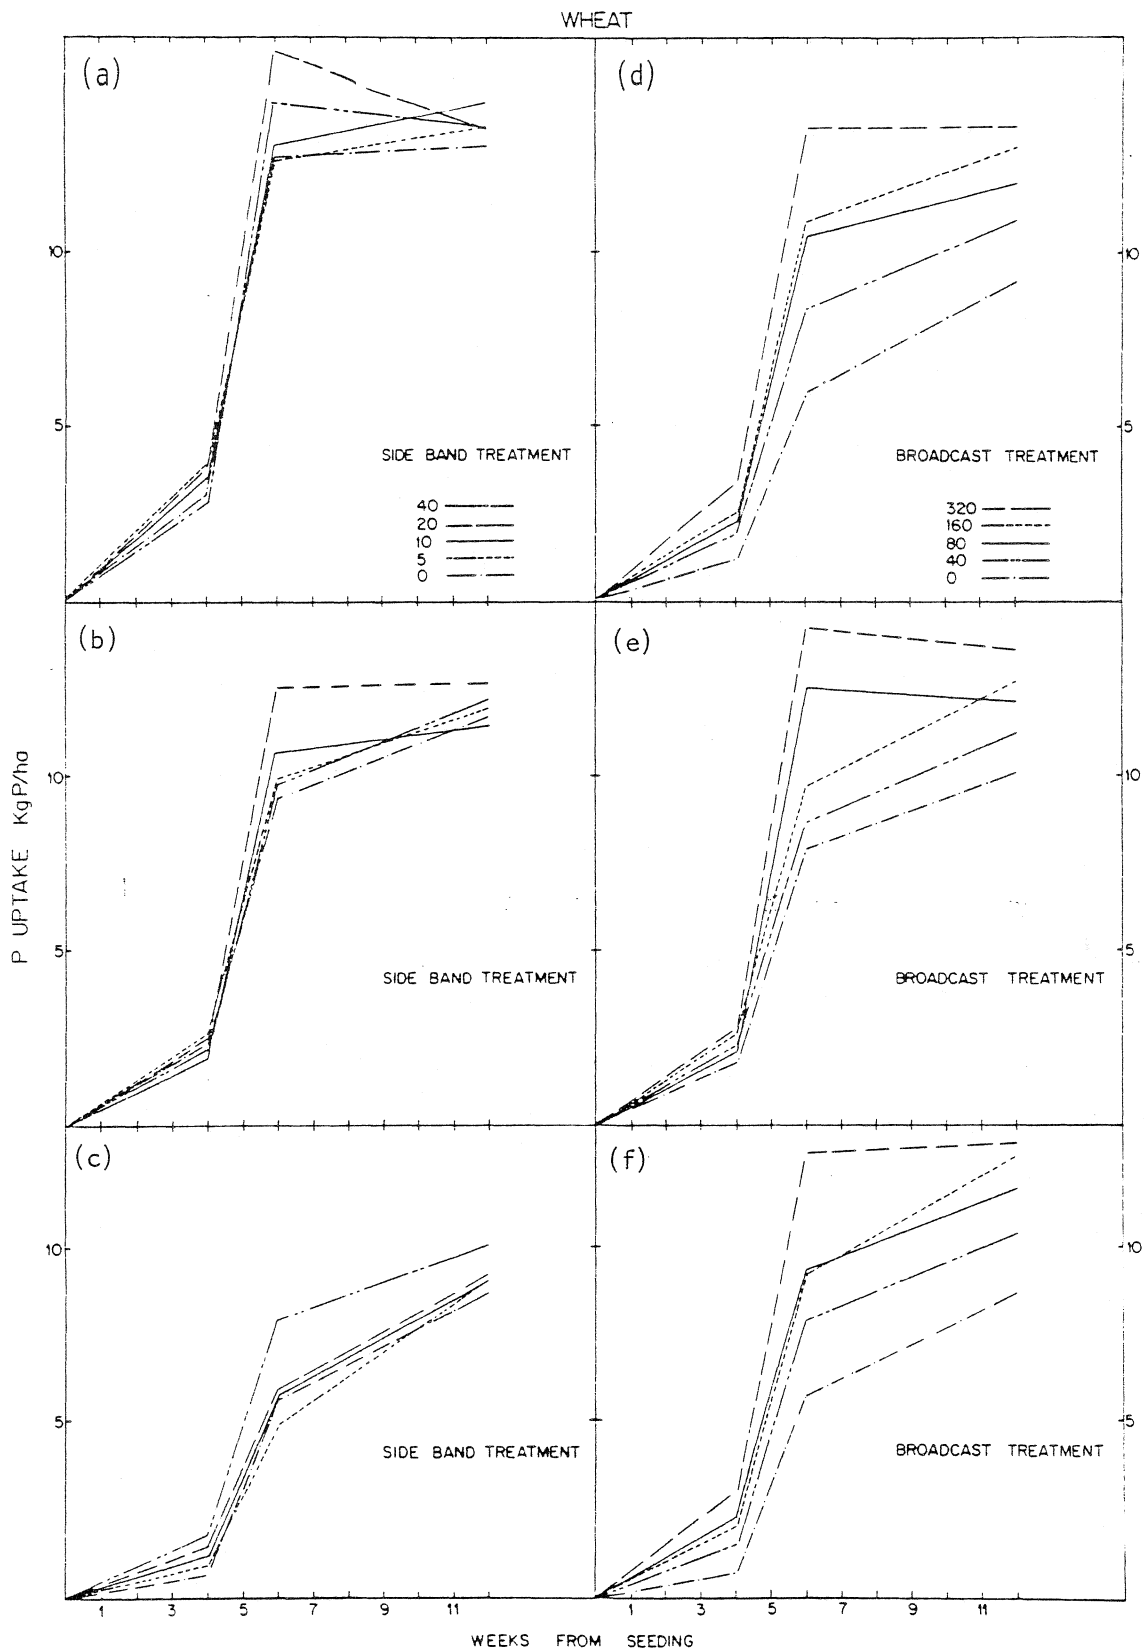 WHEAT
(a)
10
5
SIDE BAND TREATMENT
40
20
10
5
0
(d)
10
5
BROADCAST TREATMENT
320
160
80
40
0
(b)
10
5
SIDE BAND TREATMENT
(e)
10
5
BROADCAST TREATMENT
P UPTAKE KgP/ha
(c)
10
5
SIDE BAND TREATMENT
1 3 5 7 9 11
(f)
10
5
BROADCAST TREATMENT
1 3 5 7 9 11
WEEKS FROM SEEDING